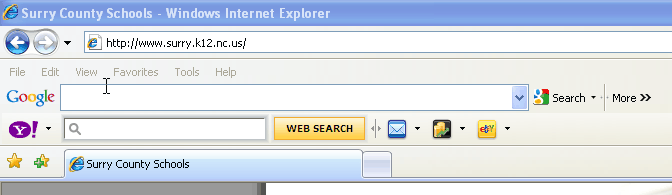 Surry County Schools - Windows Internet Explorer
http://www.surry.k12.nc.us/
File Edit View Favorites Tools Help
Google Search More >>
Y! WEB SEARCH ebY
Surry County Schools